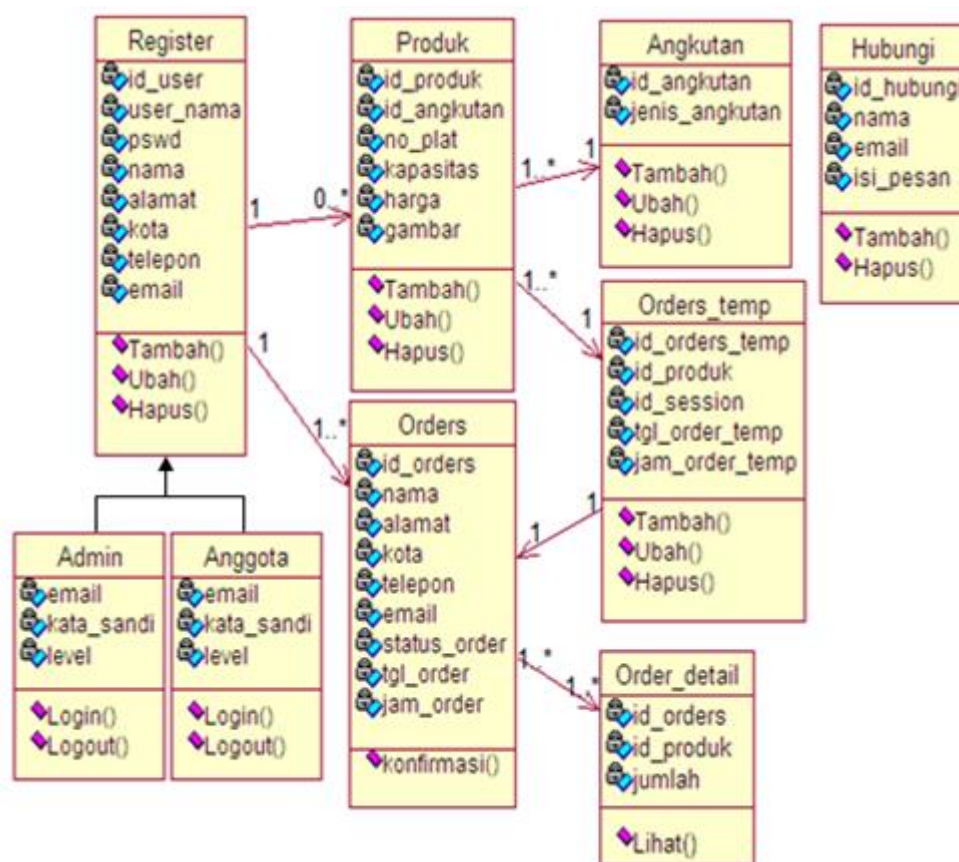 Register
id_user
user_nama
pswd
nama
alamat
kota
telepon
email
Tambah()
Ubah()
Hapus()
Produk
id_produk
id_angkutan
no_plat
kapasitas
harga
gambar
Tambah()
Ubah()
Hapus()
Angkutan
id_angkutan
jenis_angkutan
Tambah()
Ubah()
Hapus()
Hubungi
id_hubungi
nama
email
isi_pesan
Tambah()
Hapus()
1
0..*
1..*
1
1..*
1
1
1..*
Orders_temp
id_orders_temp
id_produk
id_session
tgl_order_temp
jam_order_temp
Tambah()
Ubah()
Hapus()
Orders
id_orders
nama
alamat
kota
telepon
email
status_order
tgl_order
jam_order
konfirmasi()
1
1
1..*
1..*
Admin
email
kata_sandi
level
Login()
Logout()
Anggota
email
kata_sandi
level
Login()
Logout()
Order_detail
id_orders
id_produk
jumlah
Lihat()